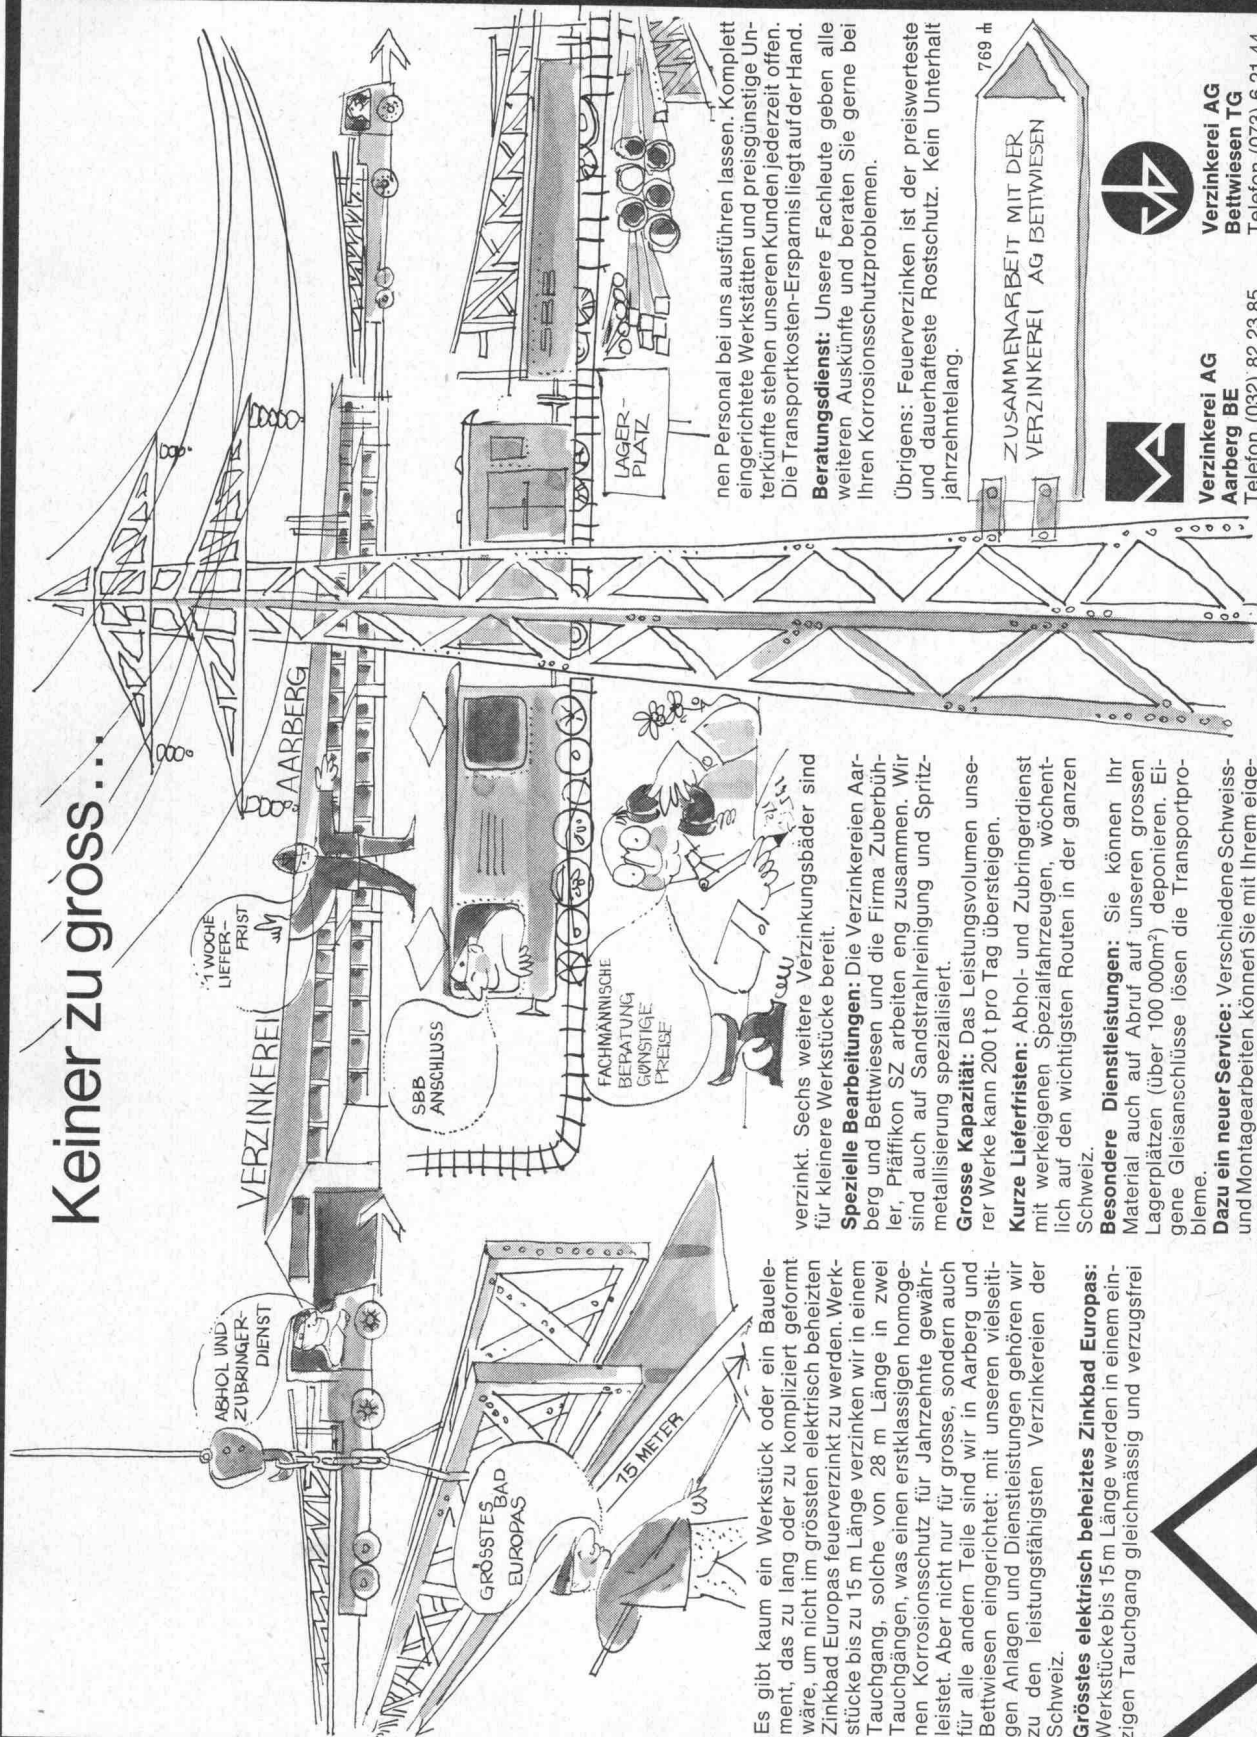 Keiner zu gross...
ABHOL UND
ZUBRINGER-
DIENST
VERZINKEREI
AARBERG
1 WOCHE
LIEFER-
FRIST
SBB
ANSCHLUSS
GRÖSSTES
BAD
EUROPAS
15 METER
FACHMÄNNISCHE
BERATUNG
GÜNSTIGE
PREISE
SBB
LAGER-
PLATZ
Es gibt kaum ein Werkstück oder ein Bauele-
ment, das zu lang oder zu kompliziert geformt
wäre, um nicht im grössten elektrisch beheizten
Zinkbad Europas feuerverzinkt zu werden. Werk-
stücke bis zu 15 m Länge verzinken wir in einem
Tauchgang, solche von 28 m Länge in zwei
Tauchgängen, was einen erstklassigen homoge-
nen Korrosionsschutz für Jahrzehnte gewähr-
leistet. Aber nicht nur für grosse, sondern auch
für alle andern Teile sind wir in Aarberg und
Bettwiesen eingerichtet: mit unseren vielseiti-
gen Anlagen und Dienstleistungen gehören wir
zu den leistungsfähigsten Verzinkereien der
Schweiz.
Grösstes elektrisch beheiztes Zinkbad Europas:
Werkstücke bis 15 m Länge werden in einem ein-
zigen Tauchgang gleichmässig und verzugsfrei
verzinkt. Sechs weitere Verzinkungsbäder sind
für kleinere Werkstücke bereit.
Spezielle Bearbeitungen: Die Verzinkereien Aar-
berg und Bettwiesen und die Firma Zuberbüh-
ler, Pfäffikon SZ arbeiten eng zusammen. Wir
sind auch auf Sandstrahlreinigung und Spritz-
metallisierung spezialisiert.
Grosse Kapazität: Das Leistungsvolumen unse-
rer Werke kann 200 t pro Tag übersteigen.
Kurze Lieferfristen: Abhol- und Zubringerdienst
mit werkeigenen Spezialfahrzeugen, wöchent-
lich auf den wichtigsten Routen in der ganzen
Schweiz.
Besondere Dienstleistungen: Sie können Ihr
Material auch auf Abruf auf unseren grossen
Lagerplätzen (über 100 000 m²) deponieren. Ei-
gene Gleisanschlüsse lösen die Transportpro-
bleme.
Dazu ein neuer Service: Verschiedene Schweiss-
und Montagearbeiten können Sie mit Ihrem eige-
nen Personal bei uns ausführen lassen. Komplett
eingerichtete Werkstätten und preisgünstige Un-
terkünfte stehen unseren Kunden jederzeit offen.
Die Transportkosten-Ersparnis liegt auf der Hand.
Beratungsdienst: Unsere Fachleute geben alle
weiteren Auskünfte und beraten Sie gerne bei
Ihren Korrosionsschutzproblemen.
Übrigens: Feuerverzinken ist der preiswerteste
und dauerhafteste Rostschutz. Kein Unterhalt
jahrzehntelang.
769
ZUSAMMENARBEIT MIT DER
VERZINKEREI AG BETTWIESEN
Verzinkerei AG
Aarberg BE
Telefon (032) 82 23 85
Verzinkerei AG
Bettwiesen TG
Telefon (073) 6 21 44